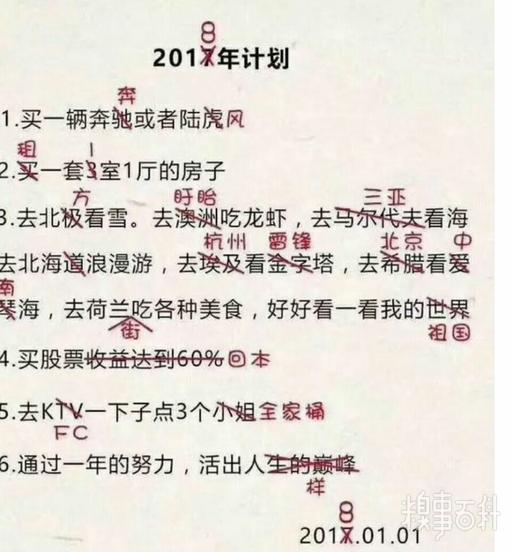 8
2017年计划
奔
1.买一辆奔驰或者陆虎风
租 1
2.买一套3室1厅的房子
方 盱眙 三亚
3.去北极看雪。去澳洲吃龙虾，去马尔代夫看海
杭州 雷锋 北京 中
去北海道浪漫游，去埃及看金字塔，去希腊看爱
南
琴海，去荷兰吃各种美食，好好看一看我的世界
街 祖国
4.买股票收益达到60%回本
5.去KTV一下子点3个小姐全家桶
FC
6.通过一年的努力，活出人生的巅峰
样
8
2017.01.01
糗事百科